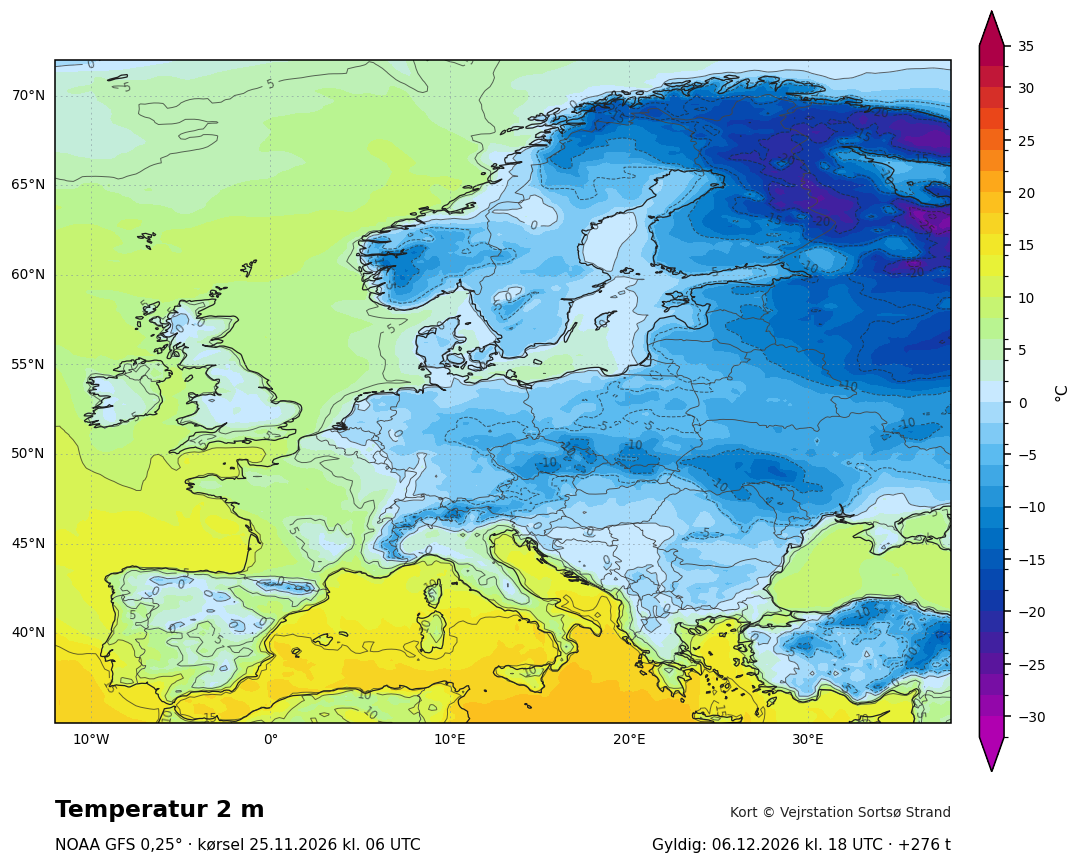 70°N
65°N
60°N
55°N
50°N
45°N
40°N
10°W
0°
10°E
20°E
30°E
35
30
25
20
15
10
5
0
−5
−10
−15
−20
−25
−30
°C
Temperatur 2 m
Kort © Vejrstation Sortsø Strand
NOAA GFS 0,25° · kørsel 25.11.2026 kl. 06 UTC
Gyldig: 06.12.2026 kl. 18 UTC · +276 t